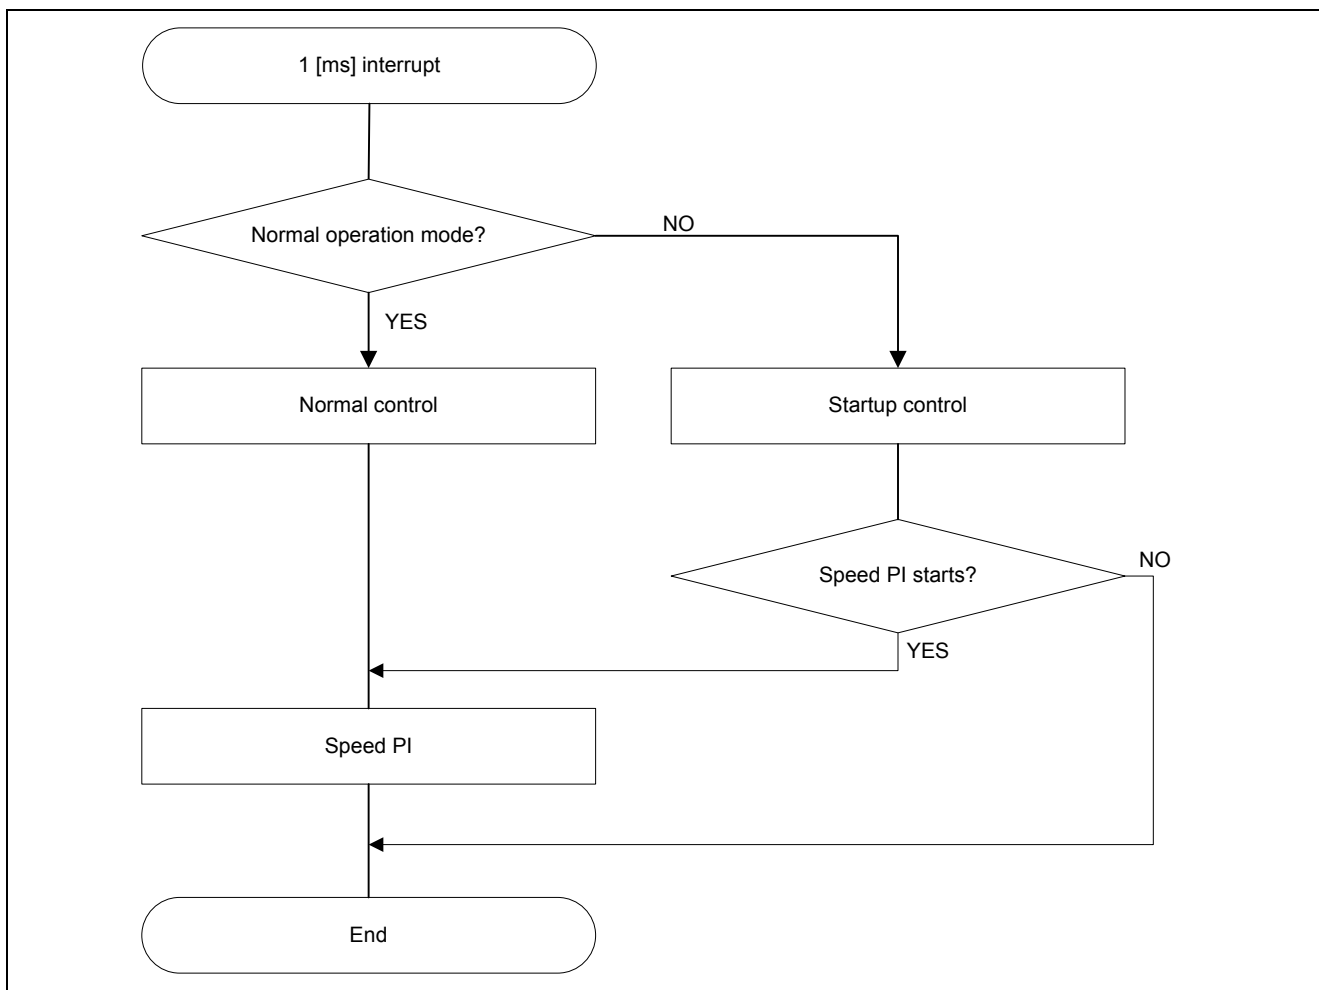 1 [ms] interrupt
Normal operation mode?
NO
YES
Normal control
Startup control
Speed PI starts?
NO
YES
Speed PI
End